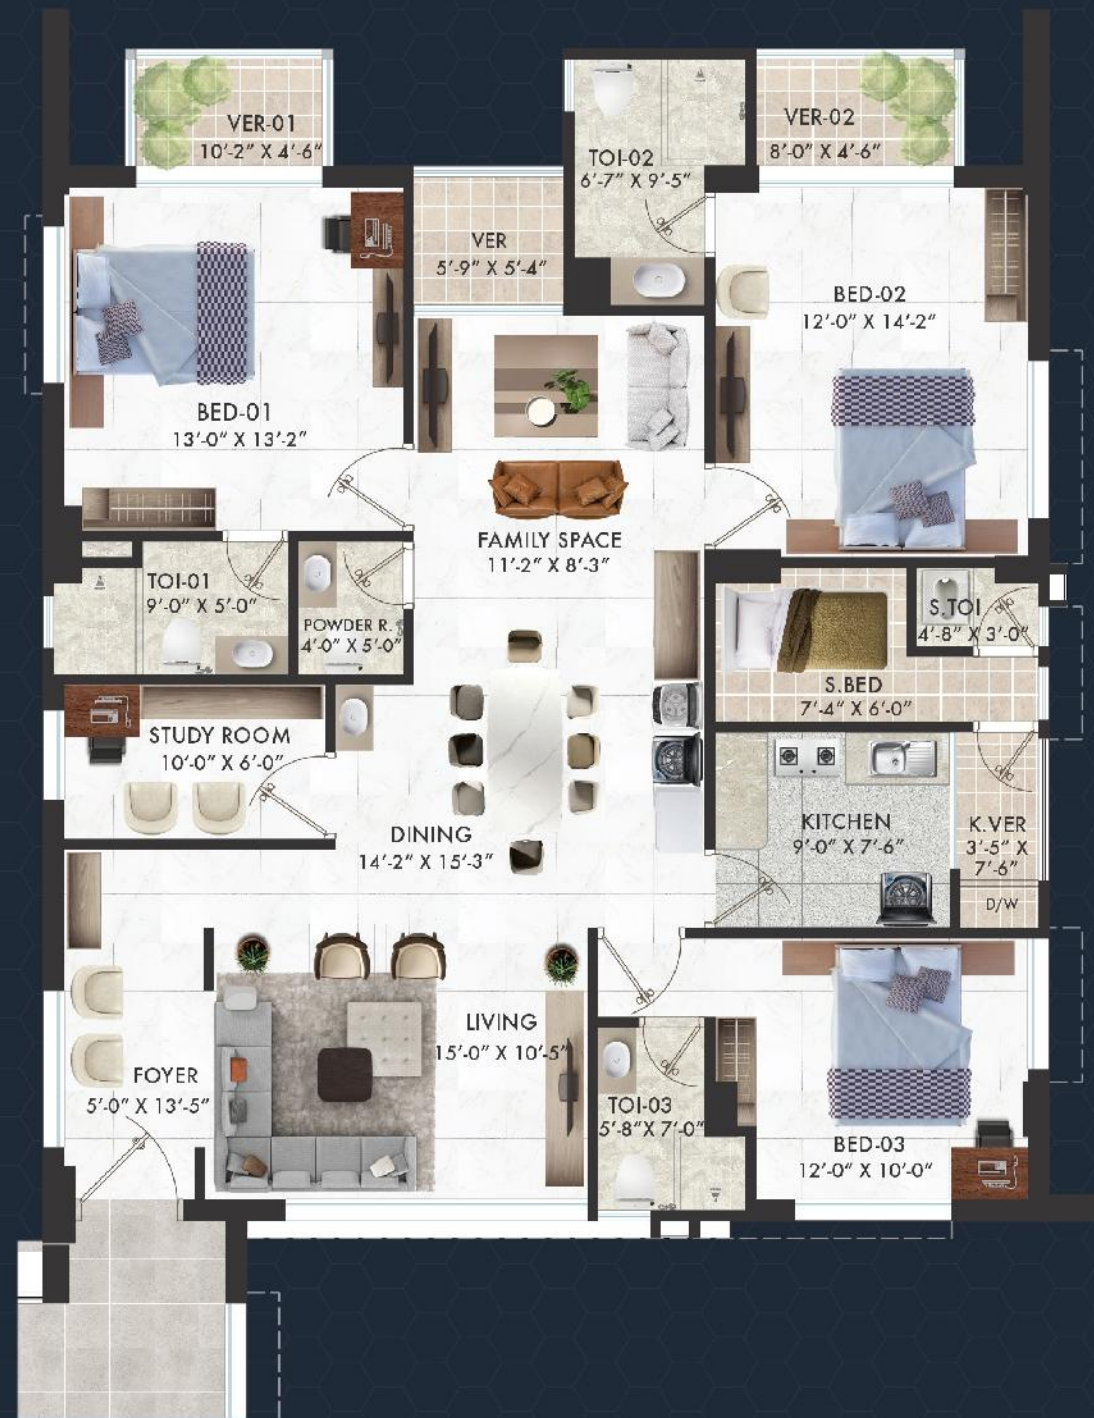 VER-01
10'-2" X 4'-6"
VER-02
8'-0" X 4'-6"
TOI-02
6'-7" X 9'-5"
VER
5'-9" X 5'-4"
BED-02
12'-0" X 14'-2"
BED-01
13'-0" X 13'-2"
FAMILY SPACE
11'-2" X 8'-3"
TOI-01
9'-0" X 5'-0"
POWDER R.
4'-0" X 5'-0"
S.TOI
4'-8" X 3'-0"
S.BED
7'-4" X 6'-0"
STUDY ROOM
10'-0" X 6'-0"
DINING
14'-2" X 15'-3"
KITCHEN
9'-0" X 7'-6"
K.VER
3'-5" X
7'-6"
D/W
LIVING
15'-0" X 10'-5"
FOYER
5'-0" X 13'-5"
TOI-03
5'-8"X 7'-0"
BED-03
12'-0" X 10'-0"